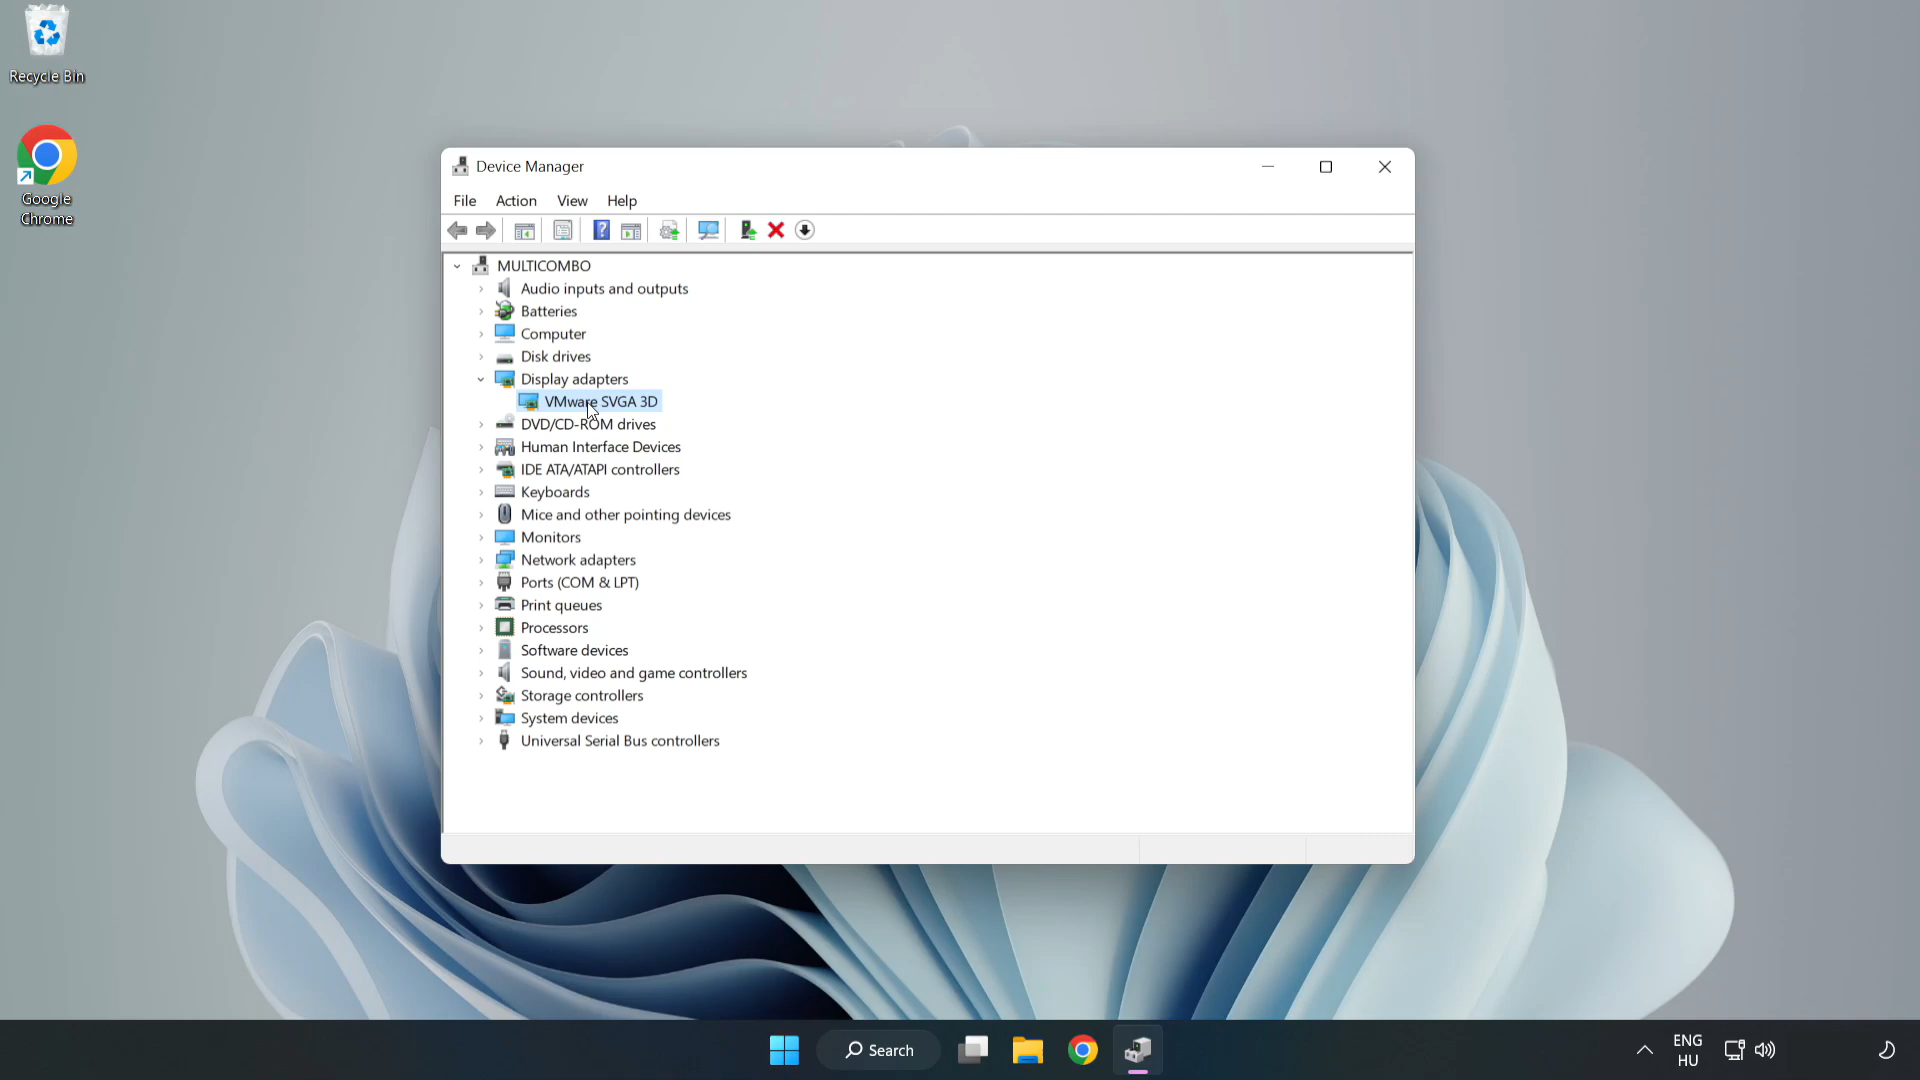 Recycle Bin
Google
Chrome
Device Manager
File Action View Help
MULTICOMBO
Audio inputs and outputs
Batteries
Computer
Disk drives
Display adapters
VMware SVGA 3D
DVD/CD-ROM drives
Human Interface Devices
IDE ATA/ATAPI controllers
Keyboards
Mice and other pointing devices
Monitors
Network adapters
Ports (COM & LPT)
Print queues
Processors
Software devices
Sound, video and game controllers
Storage controllers
System devices
Universal Serial Bus controllers
Search
ENG
HU